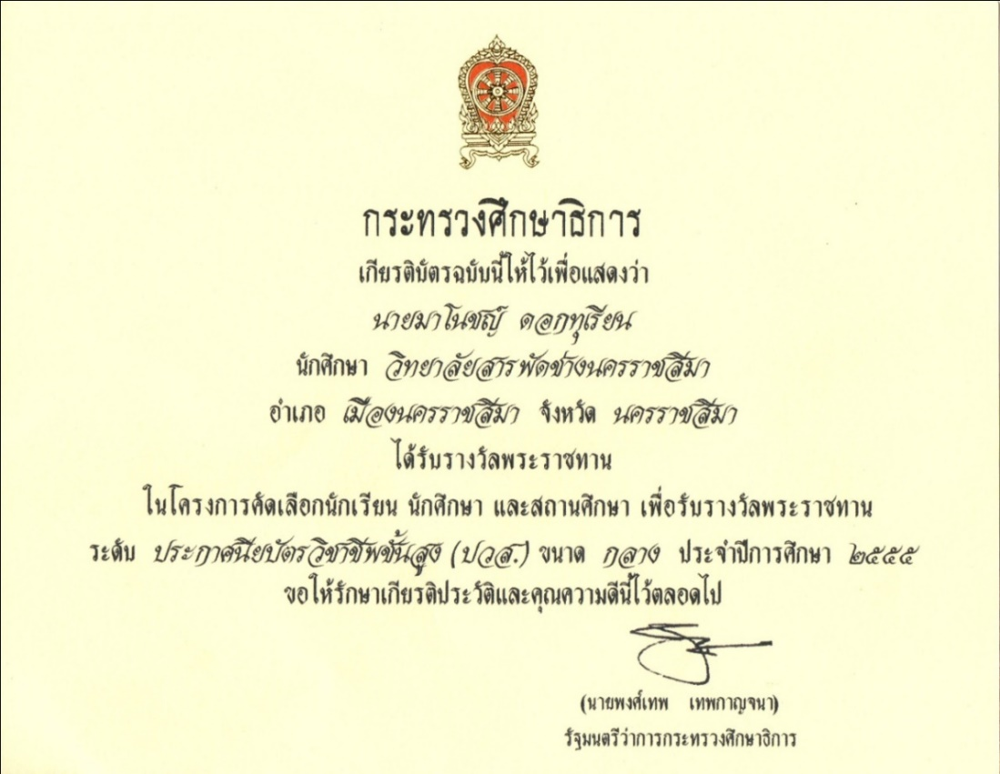 กระทรวงศึกษาธิการ
เกียรติบัตรฉบับนี้ให้ไว้เพื่อแสดงว่า
นายมาโนชญ์ ดอกทุเรียน
นักศึกษา วิทยาลัยสารพัดช่างนครราชสีมา
อำเภอ เมืองนครราชสีมา จังหวัด นครราชสีมา
ได้รับรางวัลพระราชทาน
ในโครงการคัดเลือกนักเรียน นักศึกษา และสถานศึกษา เพื่อรับรางวัลพระราชทาน
ระดับ ประกาศนียบัตรวิชาชีพชั้นสูง (ปวส.) ขนาด กลาง ประจำปีการศึกษา ๒๕๕๕
ขอให้รักษาเกียรติประวัติและคุณความดีนี้ไว้ตลอดไป
(นายพงศ์เทพ เทพกาญจนา)
รัฐมนตรีว่าการกระทรวงศึกษาธิการ